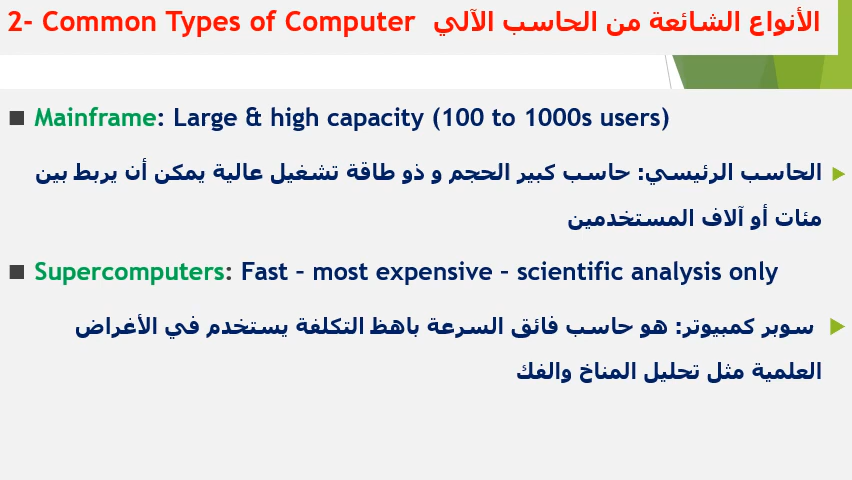 2- Common Types of Computer الأنواع الشائعة من الحاسب الآلي
Mainframe: Large & high capacity (100 to 1000s users)
الحاسب الرئيسي: حاسب كبير الحجم و ذو طاقة تشغيل عالية يمكن أن يربط بين
مئات أو آلاف المستخدمين
Supercomputers: Fast – most expensive – scientific analysis only
سوبر كمبيوتر: هو حاسب فائق السرعة باهظ التكلفة يستخدم في الأغراض
العلمية مثل تحليل المناخ والفك